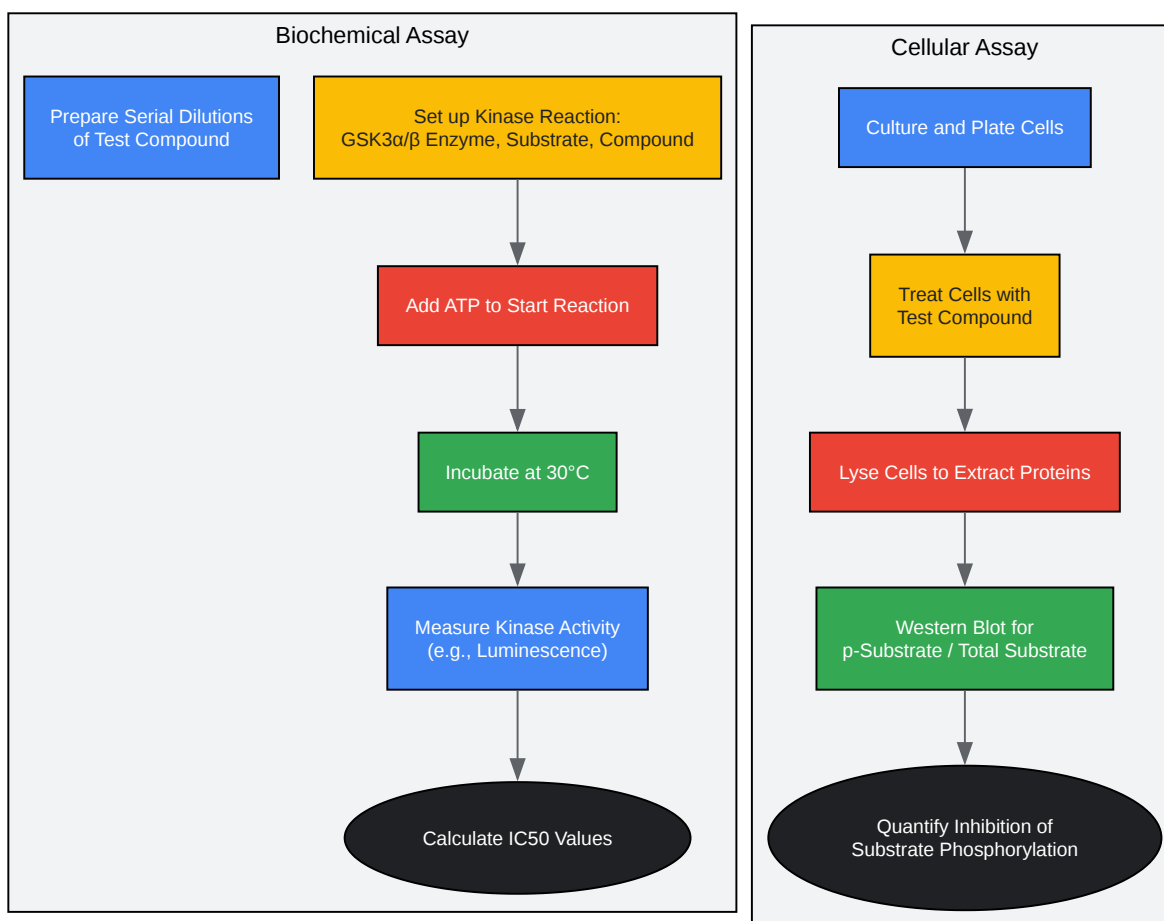 Biochemical Assay
Prepare Serial Dilutions
of Test Compound
Set up Kinase Reaction:
GSK3α/β Enzyme, Substrate, Compound
Add ATP to Start Reaction
Incubate at 30°C
Measure Kinase Activity
(e.g., Luminescence)
Calculate IC50 Values
Cellular Assay
Culture and Plate Cells
Treat Cells with
Test Compound
Lyse Cells to Extract Proteins
Western Blot for
p-Substrate / Total Substrate
Quantify Inhibition of
Substrate Phosphorylation